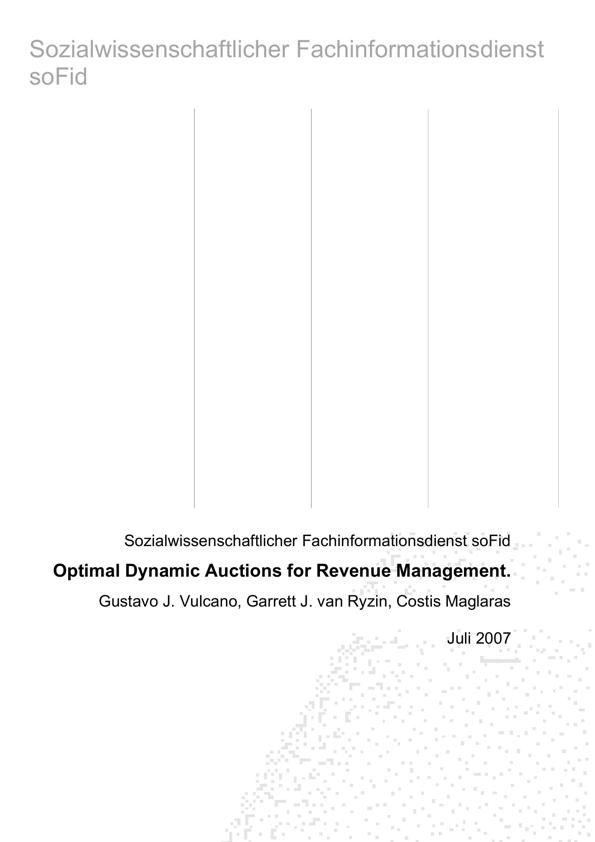 Sozialwissenschaftlicher Fachinformationsdienst
soFid
Sozialwissenschaftlicher Fachinformationsdienst soFid
Optimal Dynamic Auctions for Revenue Management.
Gustavo J. Vulcano, Garrett J. van Ryzin, Costis Maglaras
Juli 2007